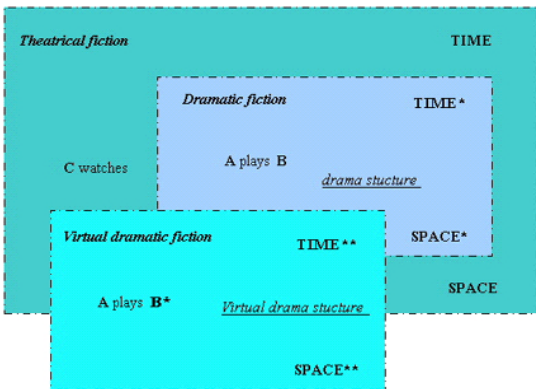 Theatrical fiction
TIME
Dramatic fiction
TIME*
A plays B
C watches
drama stucture
SPACE*
Virtual dramatic fiction
TIME**
SPACE
A plays B*
Virtual drama stucture
SPACE**